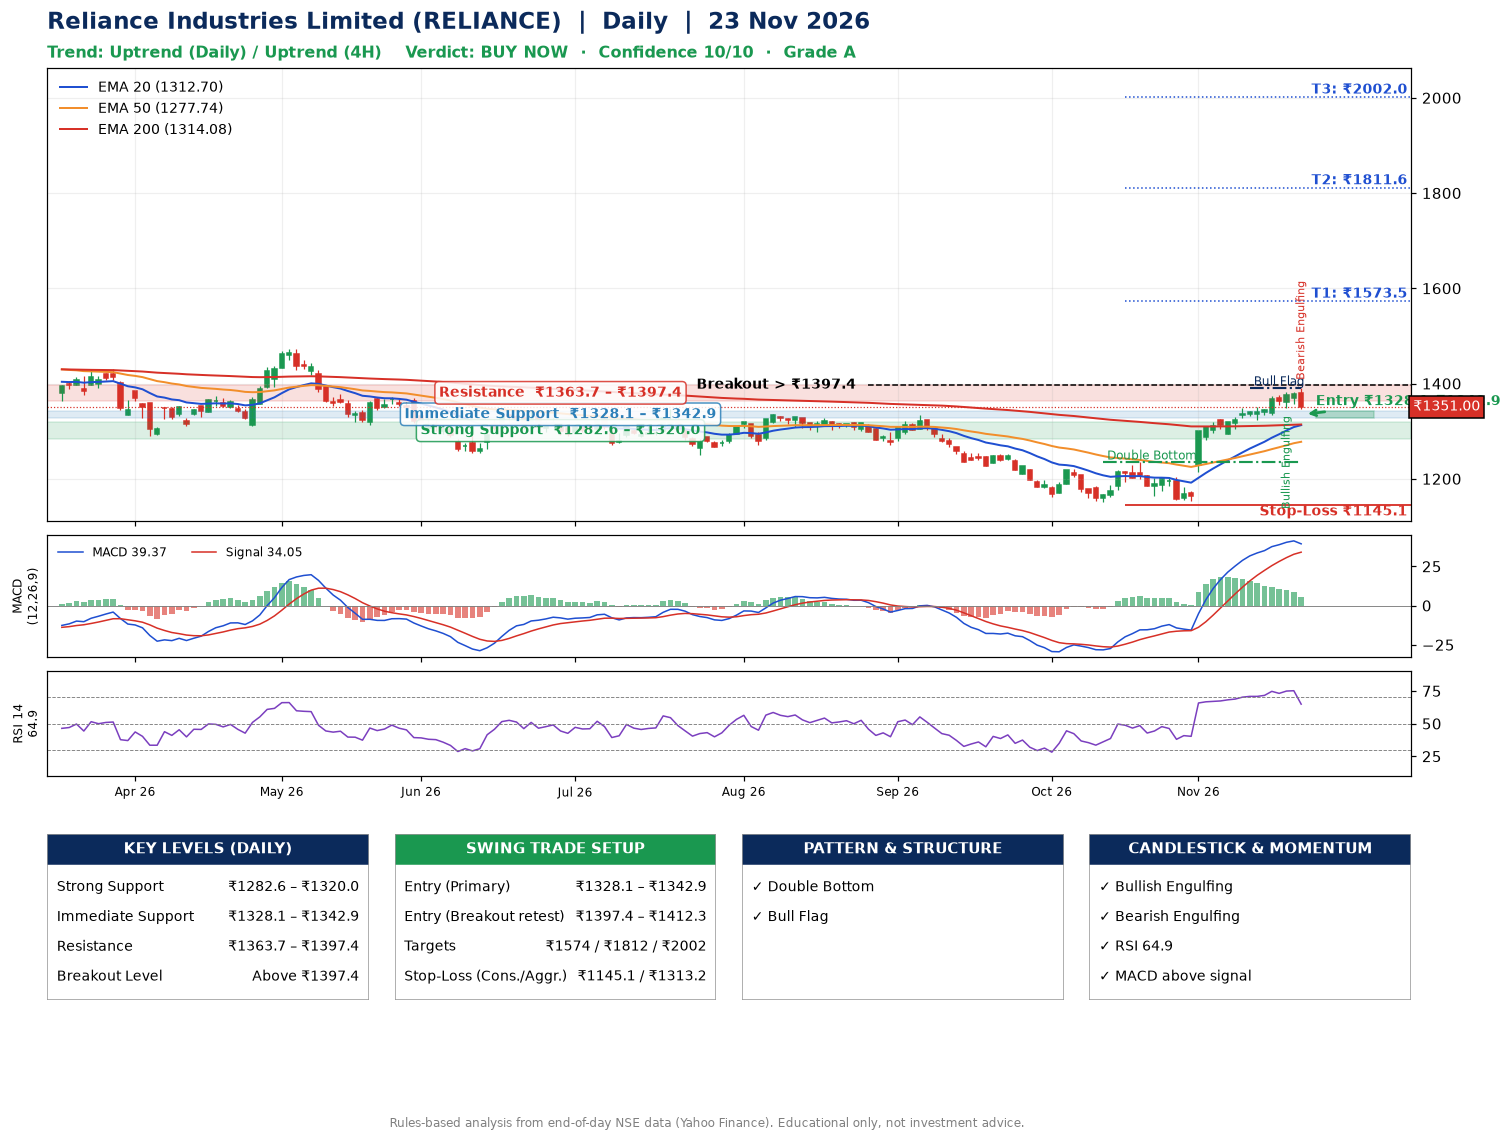 Reliance Industries Limited (RELIANCE)  |  Daily  |  23 Nov 2026
Trend: Uptrend (Daily) / Uptrend (4H)    Verdict: BUY NOW  ·  Confidence 10/10  ·  Grade A
EMA 20 (1312.70)
EMA 50 (1277.74)
EMA 200 (1314.08)
T3: ₹2002.0
2000
T2: ₹1811.6
1800
T1: ₹1573.5
1600
Bearish Engulfing
Bull Flag
Breakout > ₹1397.4
1400
Resistance  ₹1363.7 – ₹1397.4
Entry ₹1328
.9
₹1351.00
Immediate Support  ₹1328.1 – ₹1342.9
Strong Support  ₹1282.6 – ₹1320.0
Double Bottom
Bullish Engulfing
1200
Stop-Loss ₹1145.1
MACD 39.37
Signal 34.05
MACD
(12,26,9)
25
0
−25
RSI 14
64.9
75
50
25
Apr 26
May 26
Jun 26
Jul 26
Aug 26
Sep 26
Oct 26
Nov 26
KEY LEVELS (DAILY)
Strong Support ₹1282.6 – ₹1320.0
Immediate Support ₹1328.1 – ₹1342.9
Resistance ₹1363.7 – ₹1397.4
Breakout Level Above ₹1397.4
SWING TRADE SETUP
Entry (Primary) ₹1328.1 – ₹1342.9
Entry (Breakout retest) ₹1397.4 – ₹1412.3
Targets ₹1574 / ₹1812 / ₹2002
Stop-Loss (Cons./Aggr.) ₹1145.1 / ₹1313.2
PATTERN & STRUCTURE
✓ Double Bottom
✓ Bull Flag
CANDLESTICK & MOMENTUM
✓ Bullish Engulfing
✓ Bearish Engulfing
✓ RSI 64.9
✓ MACD above signal
Rules-based analysis from end-of-day NSE data (Yahoo Finance). Educational only, not investment advice.